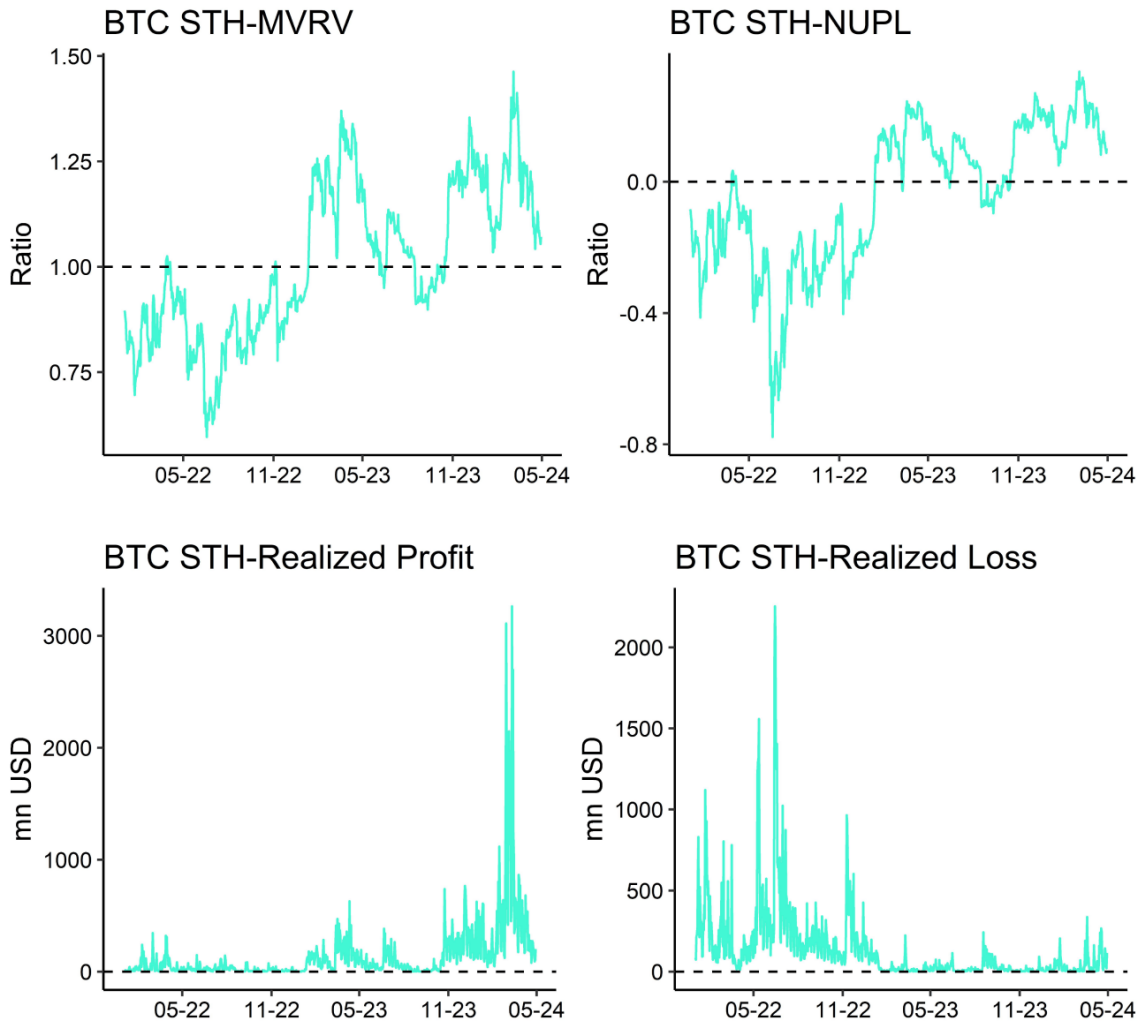 BTC STH-MVRV
1.50
1.25
1.00
0.75
Ratio
05-22 11-22 05-23 11-23 05-24
BTC STH-NUPL
0.0
-0.4
-0.8
Ratio
05-22 11-22 05-23 11-23 05-24
BTC STH-Realized Profit
3000
2000
1000
0
mn USD
05-22 11-22 05-23 11-23 05-24
BTC STH-Realized Loss
2000
1500
1000
500
0
mn USD
05-22 11-22 05-23 11-23 05-24